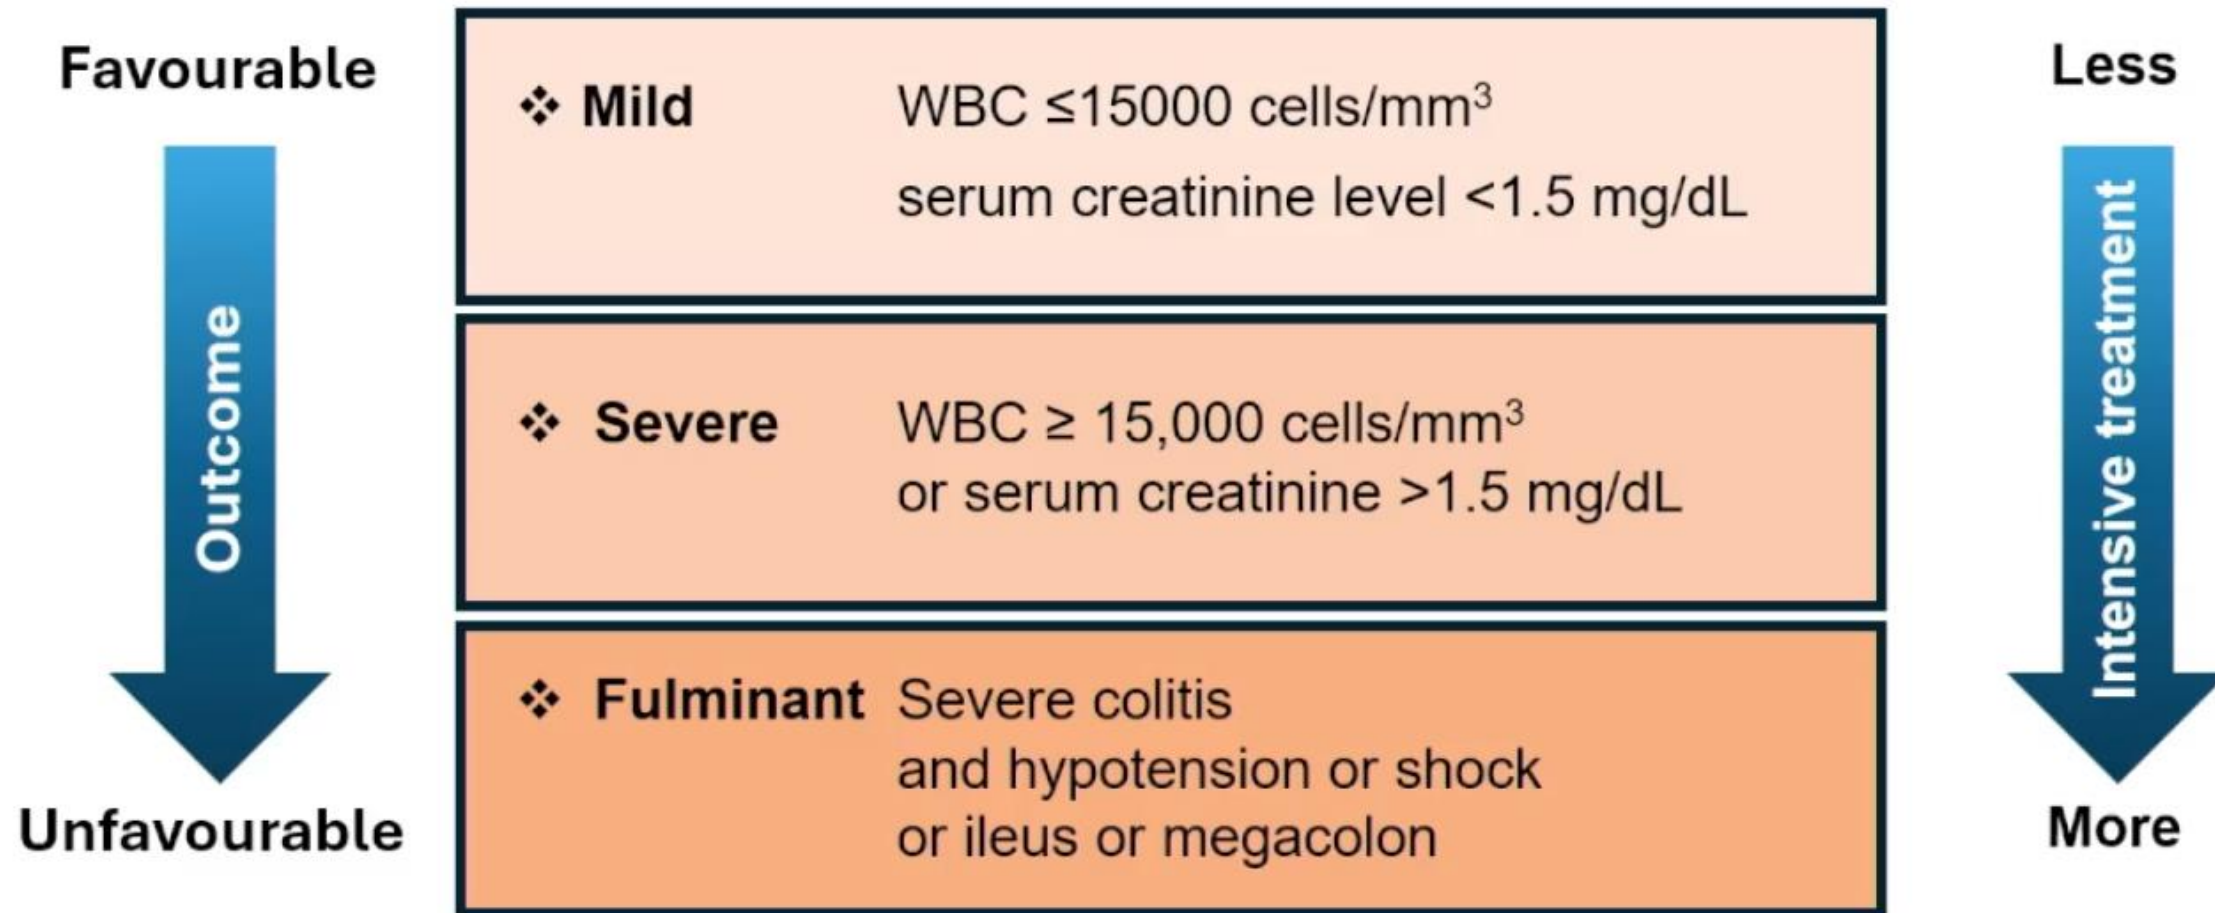 Favourable
Outcome
Unfavourable
❖ Mild WBC ≤15000 cells/mm³
serum creatinine level <1.5 mg/dL
❖ Severe WBC ≥ 15,000 cells/mm³
or serum creatinine >1.5 mg/dL
❖ Fulminant Severe colitis
and hypotension or shock
or ileus or megacolon
Less
Intensive treatment
More